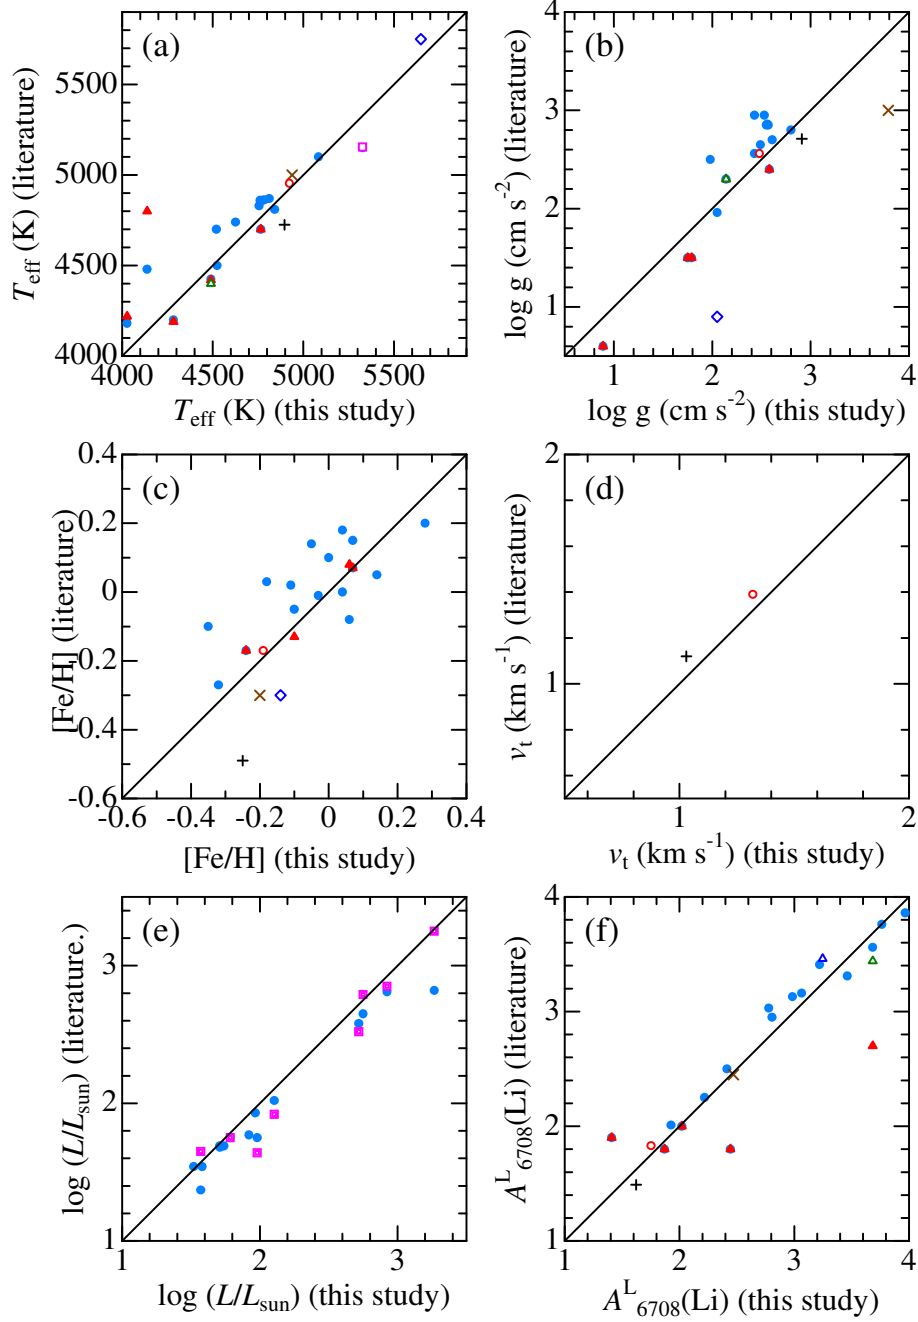 (a)
5500
5000
4500
4000
T_eff (K) (literature)
4000 4500 5000 5500
T_eff (K) (this study)
(b)
4
3
2
1
log g (cm s^-2) (literature)
1 2 3 4
log g (cm s^-2) (this study)
(c)
0.4
0.2
0
-0.2
-0.4
-0.6
[Fe/H] (literature)
-0.6 -0.4 -0.2 0 0.2 0.4
[Fe/H] (this study)
(d)
2
1
v_t (km s^-1) (literature)
1 2
v_t (km s^-1) (this study)
(e)
3
2
1
log (L/L_sun) (literature.)
1 2 3
log (L/L_sun) (this study)
(f)
4
3
2
1
A^L_6708(Li) (literature)
1 2 3 4
A^L_6708(Li) (this study)